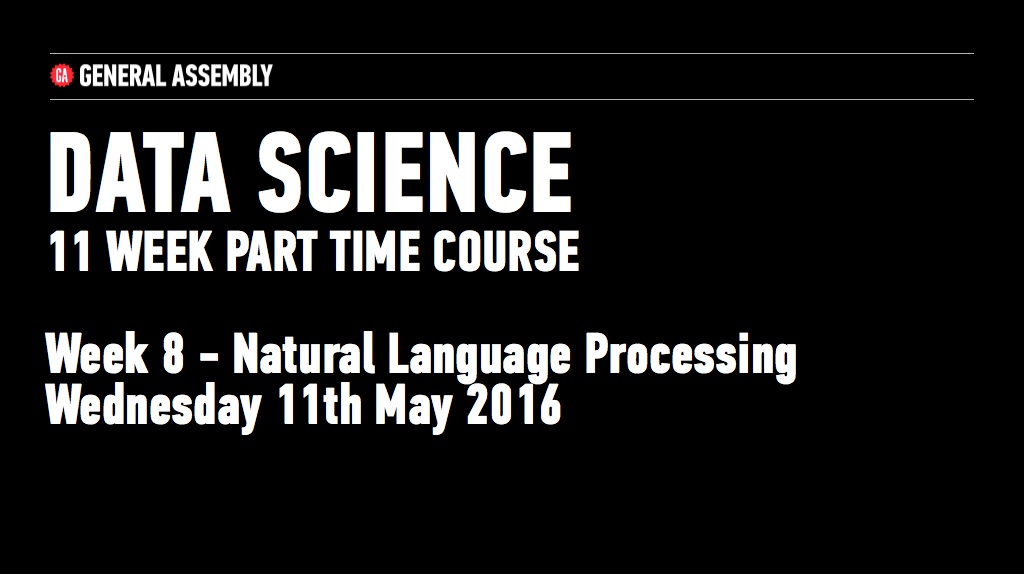 GA GENERAL ASSEMBLY
DATA SCIENCE
11 WEEK PART TIME COURSE
Week 8 – Natural Language Processing
Wednesday 11th May 2016